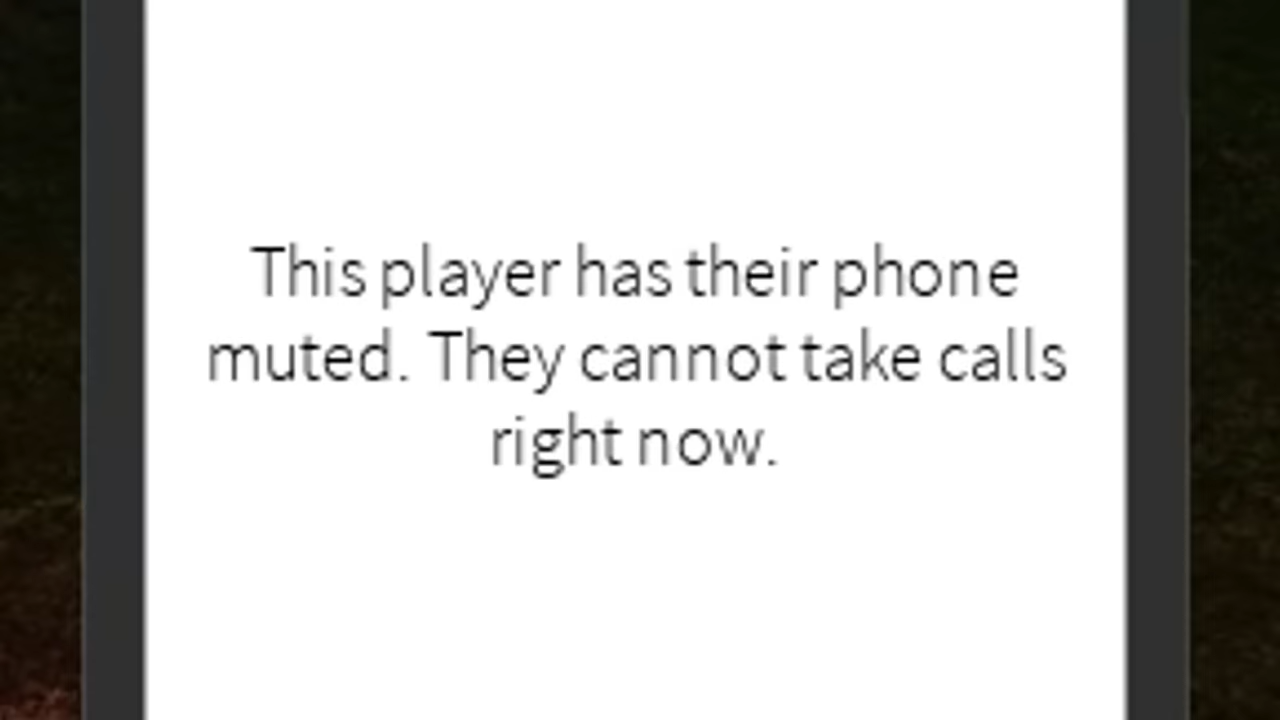 This player has their phone
muted. They cannot take calls
right now.